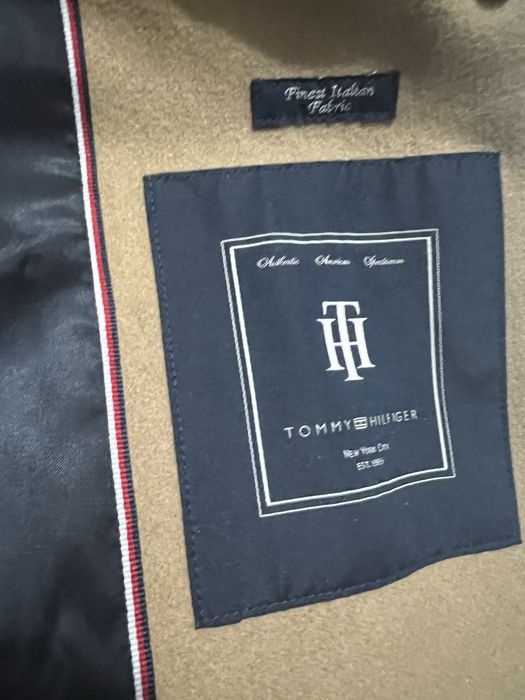 Finest Italian
Fabric
Authentic American Sportswear
TH
TOMMY HILFIGER
NEW YORK CITY
EST. 1985